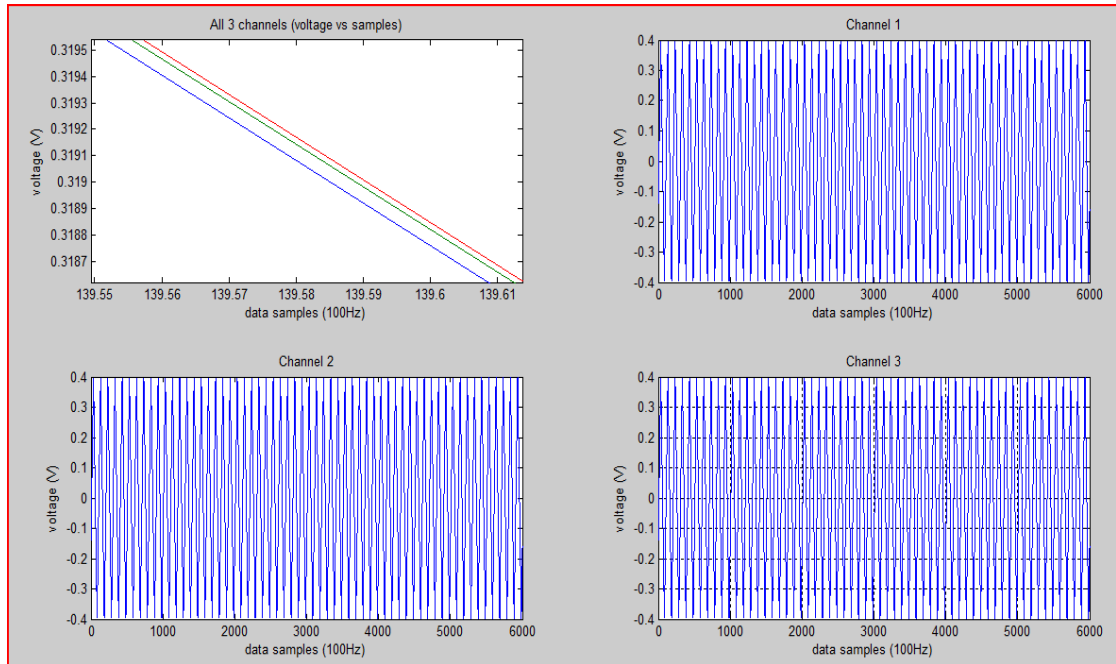 All 3 channels (voltage vs samples)
voltage (V)
0.3195
0.3194
0.3193
0.3192
0.3191
0.319
0.3189
0.3188
0.3187
139.55 139.56 139.57 139.58 139.59 139.6 139.61
data samples (100Hz)
Channel 1
voltage (V)
0.4
0.3
0.2
0.1
0
-0.1
-0.2
-0.3
-0.4
0 1000 2000 3000 4000 5000 6000
data samples (100Hz)
Channel 2
voltage (V)
0.4
0.3
0.2
0.1
0
-0.1
-0.2
-0.3
-0.4
0 1000 2000 3000 4000 5000 6000
data samples (100Hz)
Channel 3
voltage (V)
0.4
0.3
0.2
0.1
0
-0.1
-0.2
-0.3
-0.4
0 1000 2000 3000 4000 5000 6000
data samples (100Hz)